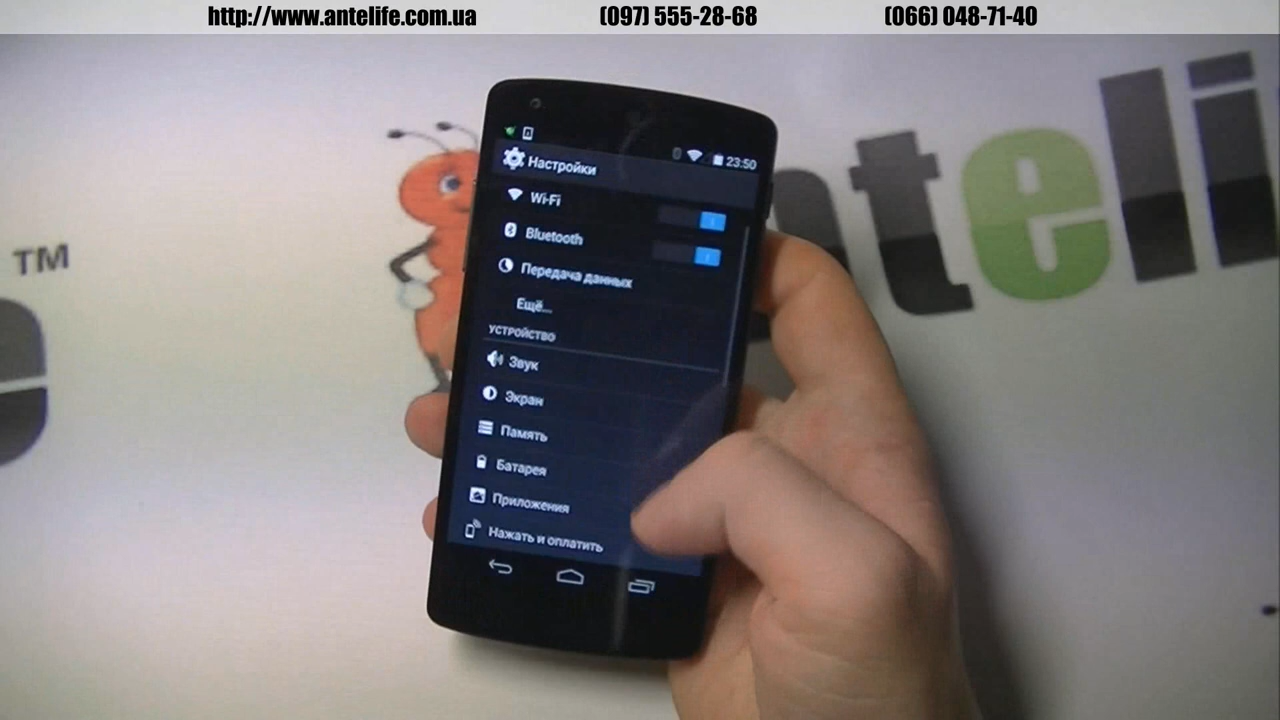 http://www.antelife.com.ua (097) 555-28-68 (066) 048-71-40
23:50
Настройки
Wi-Fi
Bluetooth
Передача данных
Ещё...
УСТРОЙСТВО
Звук
Экран
Память
Батарея
Приложения
Нажать и оплатить
TM
nteli
e